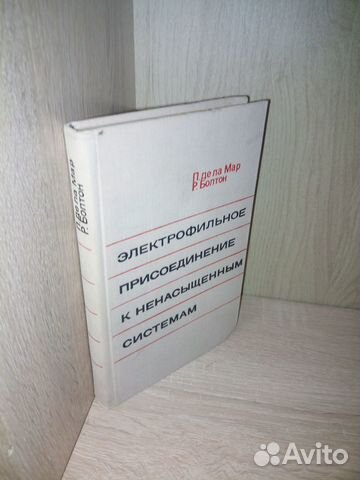 П. де ла Мар
Р. Болтон
ЭЛЕКТРОФИЛЬНОЕ
ПРИСОЕДИНЕНИЕ
К НЕНАСЫЩЕННЫМ
СИСТЕМАМ
П. де ла Мар
Р. Болтон
Avito